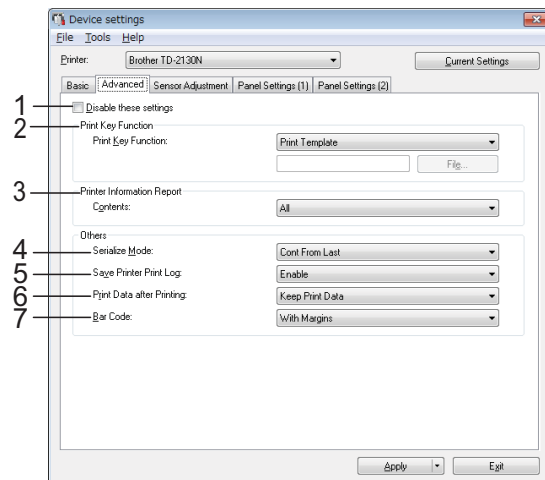 Device settings
File Tools Help
Printer: Brother TD-2130N Current Settings
Basic Advanced Sensor Adjustment Panel Settings (1) Panel Settings (2)
1 Disable these settings
2 Print Key Function
Print Key Function: Print Template
File...
3 Printer Information Report
Contents: All
Others
4 Serialize Mode: Cont From Last
5 Save Printer Print Log: Enable
6 Print Data after Printing: Keep Print Data
7 Bar Code: With Margins
Apply Exit